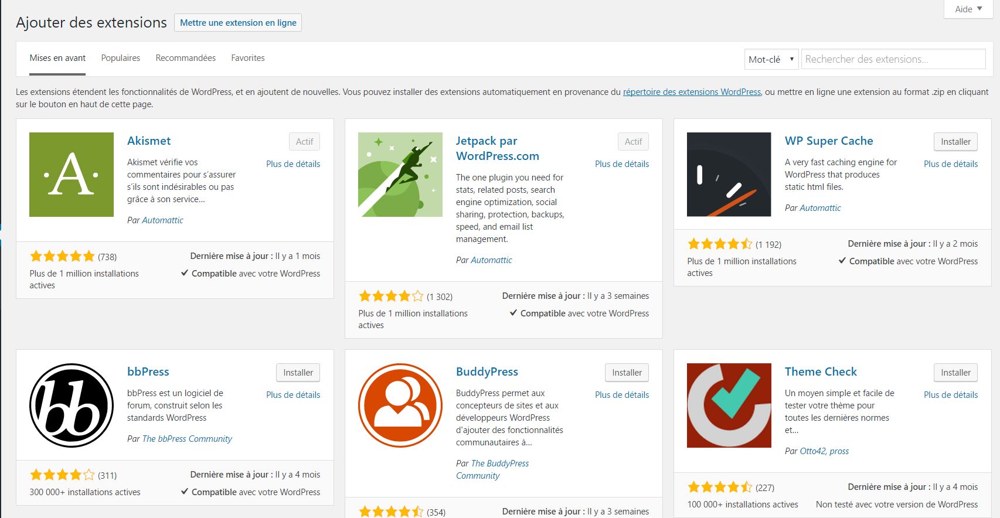 Aide ▼
Ajouter des extensions
Mettre une extension en ligne
Mises en avant
Populaires
Recommandées
Favorites
Mot-clé ▼
Rechercher des extensions...
Les extensions étendent les fonctionnalités de WordPress, et en ajoutent de nouvelles. Vous pouvez installer des extensions automatiquement en provenance du répertoire des extensions WordPress, ou mettre en ligne une extension au format .zip en cliquant
sur le bouton en haut de cette page.
·A·
Akismet
Actif
Plus de détails
Akismet vérifie vos
commentaires pour s’assurer
s’ils sont indésirables ou pas
grâce à son service…
Par Automattic
(738)
Plus de 1 million installations
actives
Dernière mise à jour : Il y a 1 mois
✔ Compatible avec votre WordPress
Jetpack par
WordPress.com
Actif
Plus de détails
The one plugin you need for
stats, related posts, search
engine optimization, social
sharing, protection, backups,
speed, and email list
management.
Par Automattic
(1 302)
Plus de 1 million installations
actives
Dernière mise à jour : Il y a 3 semaines
✔ Compatible avec votre WordPress
WP Super Cache
Installer
Plus de détails
A very fast caching engine for
WordPress that produces
static html files.
Par Automattic
(1 192)
Plus de 1 million installations
actives
Dernière mise à jour : Il y a 2 mois
✔ Compatible avec votre WordPress
bb
bbPress
Installer
Plus de détails
bbPress est un logiciel de
forum, construit selon les
standards WordPress
Par The bbPress Community
(311)
300 000+ installations actives
Dernière mise à jour : Il y a 4 mois
✔ Compatible avec votre WordPress
BuddyPress
Installer
Plus de détails
BuddyPress permet aux
concepteurs de sites et aux
développeurs WordPress
d'ajouter des fonctionnalités
communautaires à…
Par The BuddyPress
Community
(354)
Dernière mise à jour : Il y a 3 semaines
Theme Check
Installer
Plus de détails
Un moyen simple et facile de
tester votre thème pour
toutes les dernières normes
et…
Par Otto42, pross
(227)
100 000+ installations actives
Dernière mise à jour : Il y a 4 mois
Non testé avec votre version de WordPress